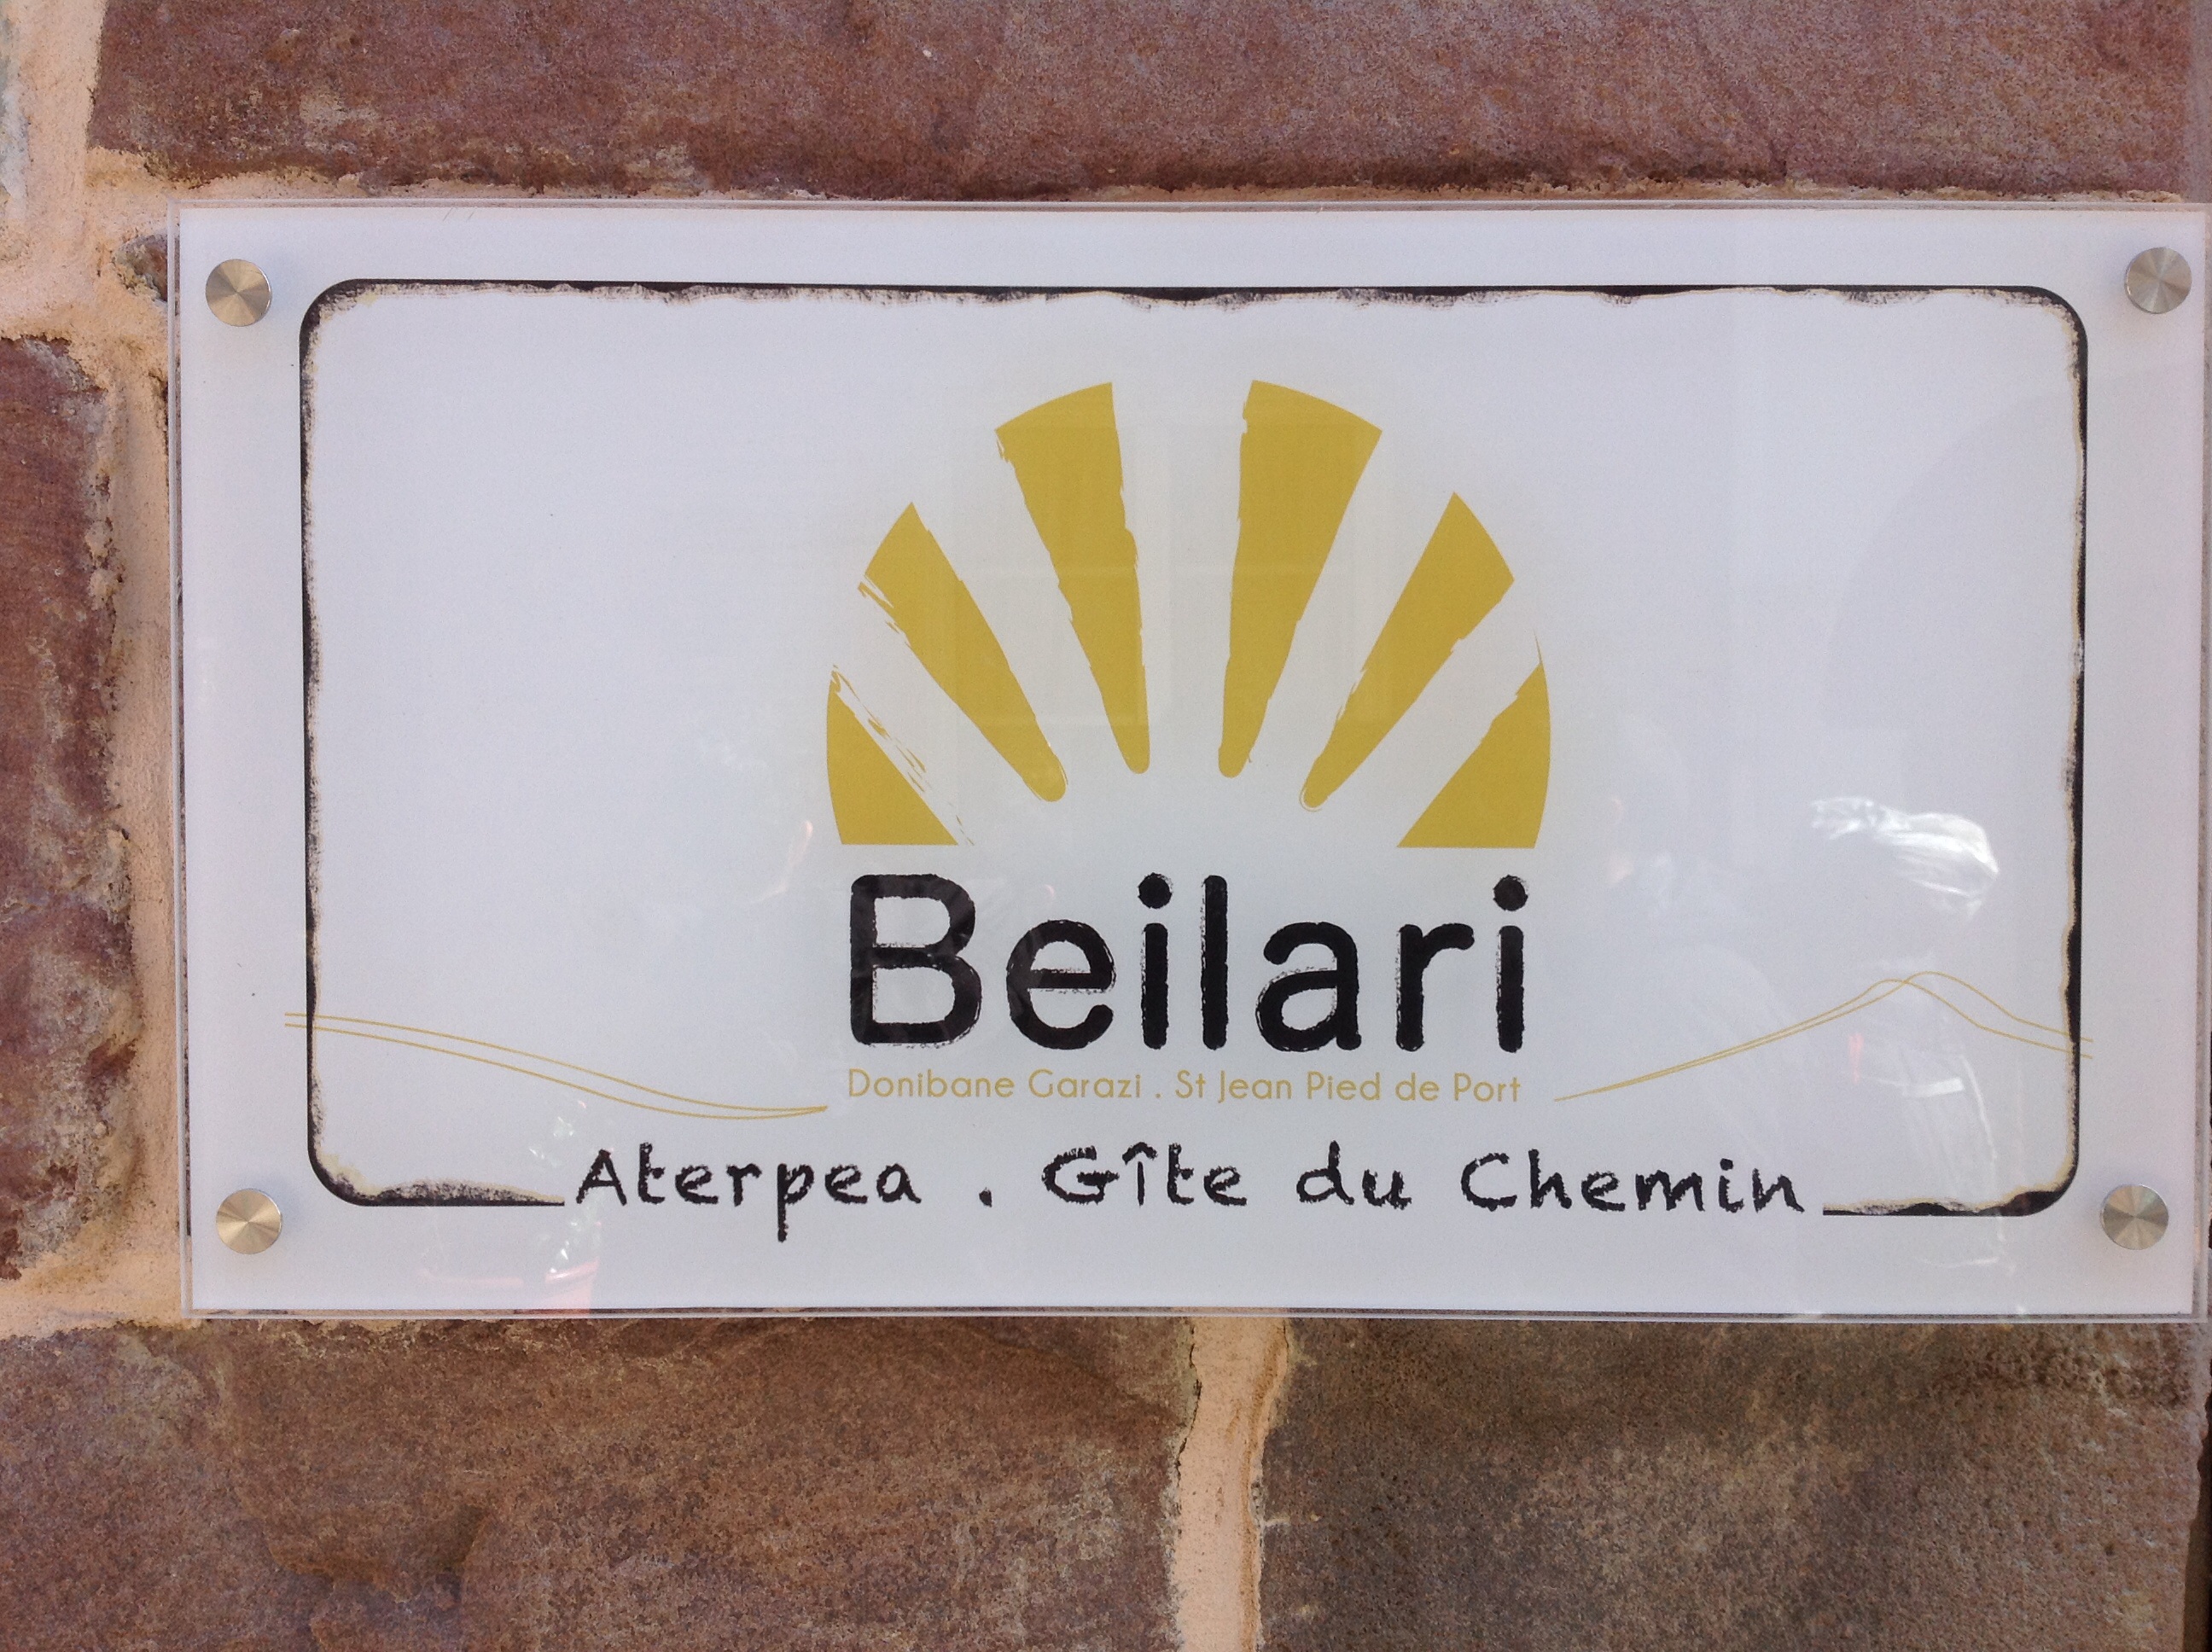 Beilari
Donibane Garazi . St Jean Pied de Port
Aterpea . Gîte du Chemin